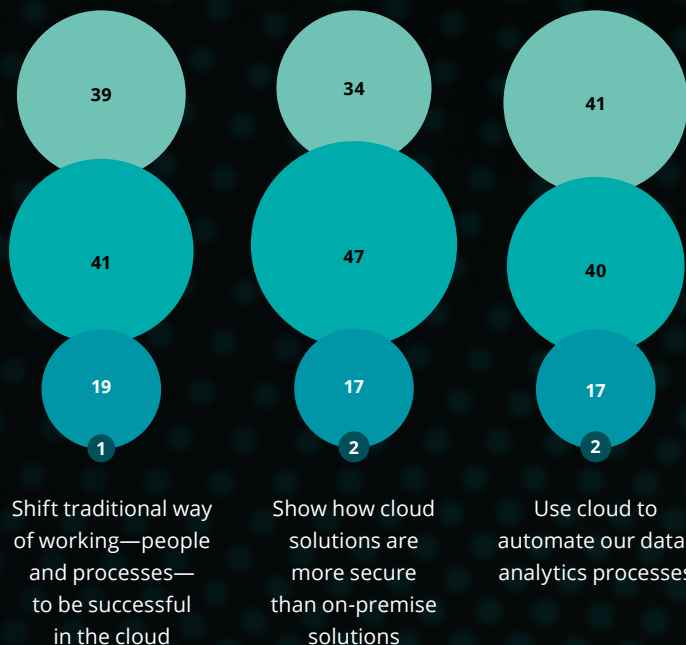 39
41
19
1
Shift traditional way
of working—people
and processes—
to be successful
in the cloud
34
47
17
2
Show how cloud
solutions are
more secure
than on-premise
solutions
41
40
17
2
Use cloud to
automate our data
analytics processes